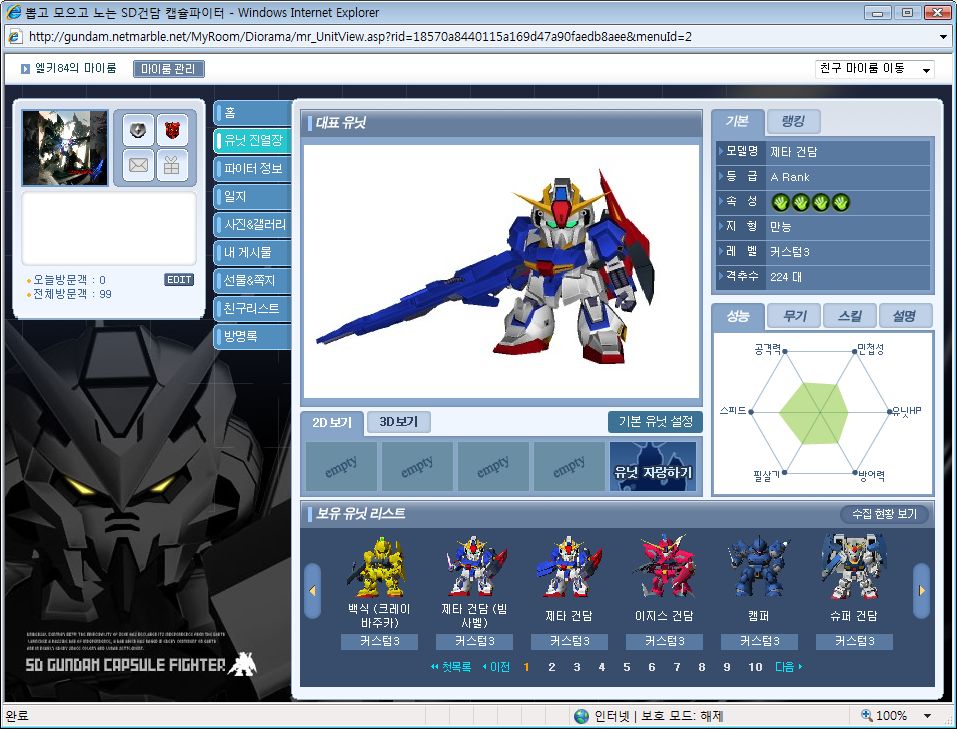 뽑고 모으고 노는 SD건담 캡슐파이터 - Windows Internet Explorer
http://gundam.netmarble.net/MyRoom/Diorama/mr_UnitView.asp?rid=18570a8440115a169d47a90faedb8aee&menuId=2
엘키84의 마이룸
마이룸 관리
친구 마이룸 이동
오늘방문객 : 0
EDIT
전체방문객 : 99
홈
유닛 진열장
파이터 정보
일지
사진&갤러리
내 게시물
선물&쪽지
친구리스트
방명록
대표 유닛
기본
랭킹
모델명 제타 건담
등 급 A Rank
속 성
지 형 만능
레 벨 커스텀3
격추수 224 대
성능
무기
스킬
설명
공격력
민첩성
스피드
유닛HP
필살기
방어력
2D 보기
3D 보기
기본 유닛 설정
empty
empty
empty
empty
유닛 자랑하기
보유 유닛 리스트
수집 현황 보기
백식 (크레이 바주카)
제타 건담 (빔 사벨)
제타 건담
이지스 건담
캠퍼
슈퍼 건담
커스텀3
커스텀3
커스텀3
커스텀3
커스텀3
커스텀3
첫목록 이전 1 2 3 4 5 6 7 8 9 10 다음
SD GUNDAM CAPSULE FIGHTER
완료
인터넷 | 보호 모드: 해제
100%